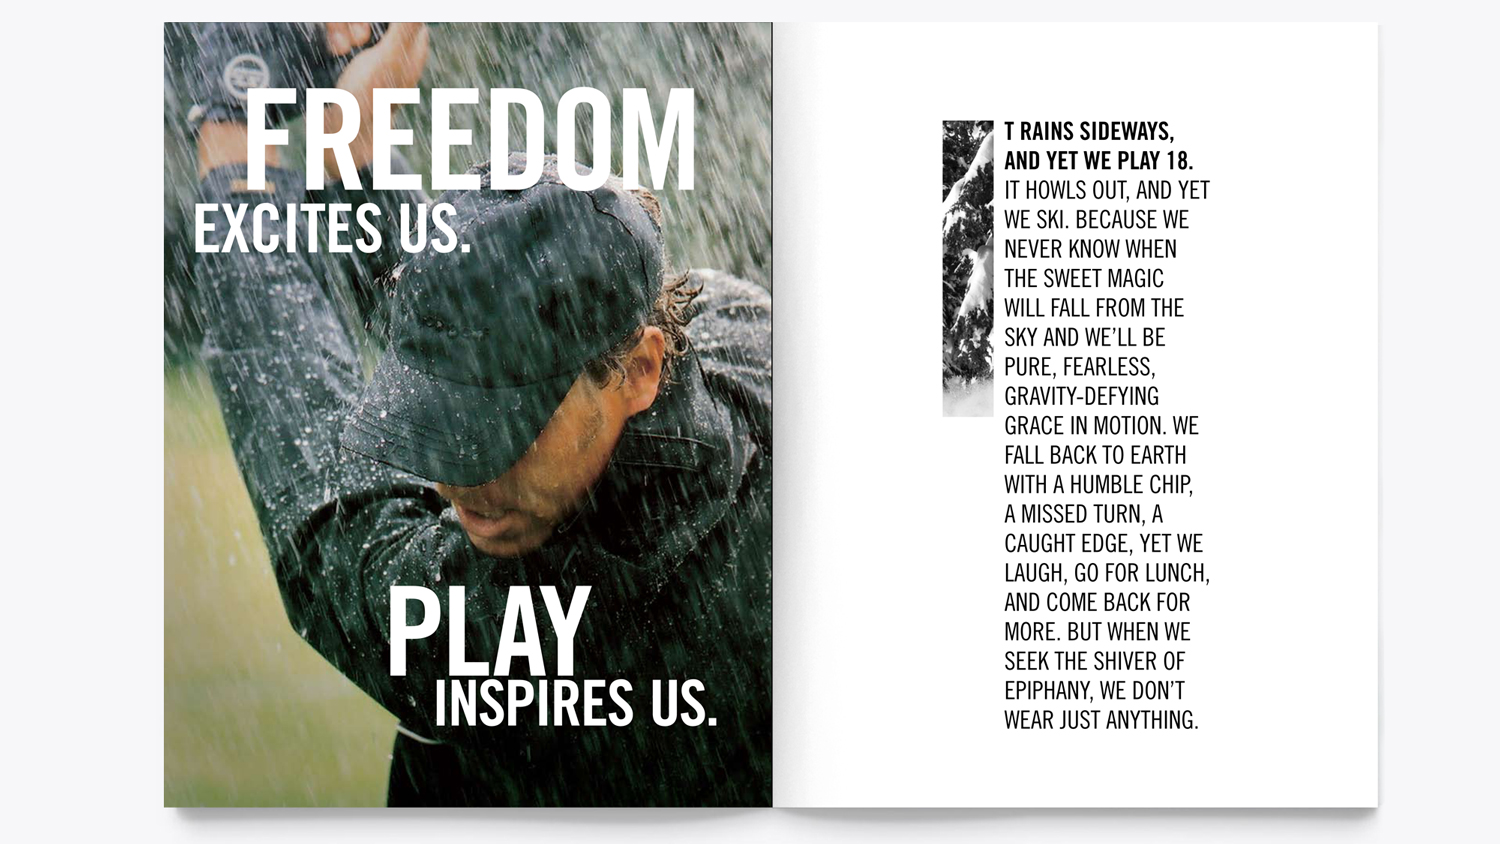 FREEDOM
EXCITES US.
PLAY
INSPIRES US.
IT RAINS SIDEWAYS,
AND YET WE PLAY 18.
IT HOWLS OUT, AND YET
WE SKI. BECAUSE WE
NEVER KNOW WHEN
THE SWEET MAGIC
WILL FALL FROM THE
SKY AND WE’LL BE
PURE, FEARLESS,
GRAVITY-DEFYING
GRACE IN MOTION. WE
FALL BACK TO EARTH
WITH A HUMBLE CHIP,
A MISSED TURN, A
CAUGHT EDGE, YET WE
LAUGH, GO FOR LUNCH,
AND COME BACK FOR
MORE. BUT WHEN WE
SEEK THE SHIVER OF
EPIPHANY, WE DON’T
WEAR JUST ANYTHING.